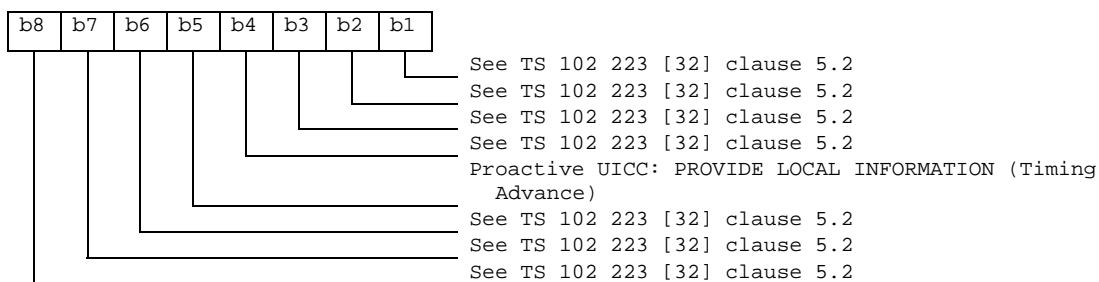 b8 b7 b6 b5 b4 b3 b2 b1
See TS 102 223 [32] clause 5.2
See TS 102 223 [32] clause 5.2
See TS 102 223 [32] clause 5.2
See TS 102 223 [32] clause 5.2
Proactive UICC: PROVIDE LOCAL INFORMATION (Timing
Advance)
See TS 102 223 [32] clause 5.2
See TS 102 223 [32] clause 5.2
See TS 102 223 [32] clause 5.2